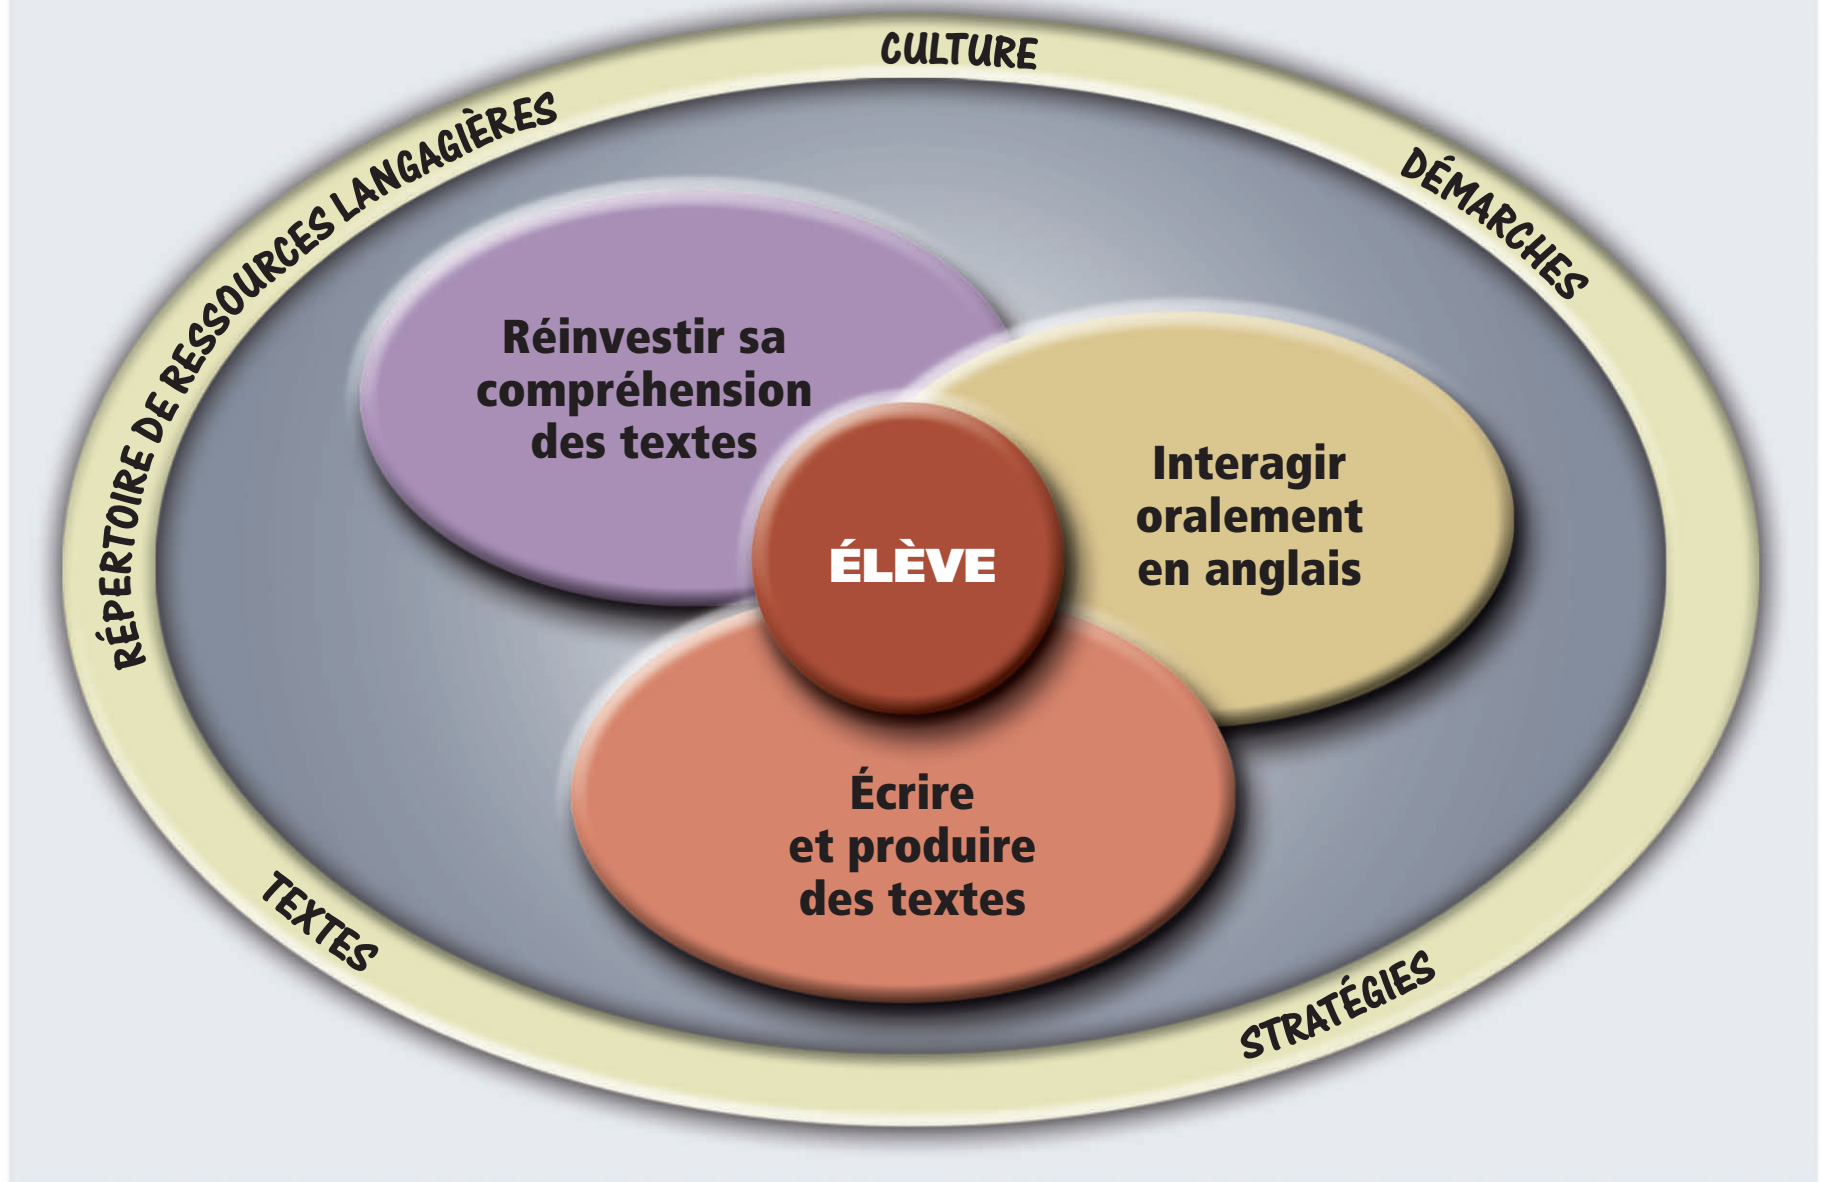 CULTURE
RÉPERTOIRE DE RESSOURCES LANGAGIÈRES
DÉMARCHES
Réinvestir sa
compréhension
des textes
Interagir
oralement
en anglais
ÉLÈVE
Écrire
et produire
des textes
TEXTES
STRATÉGIES